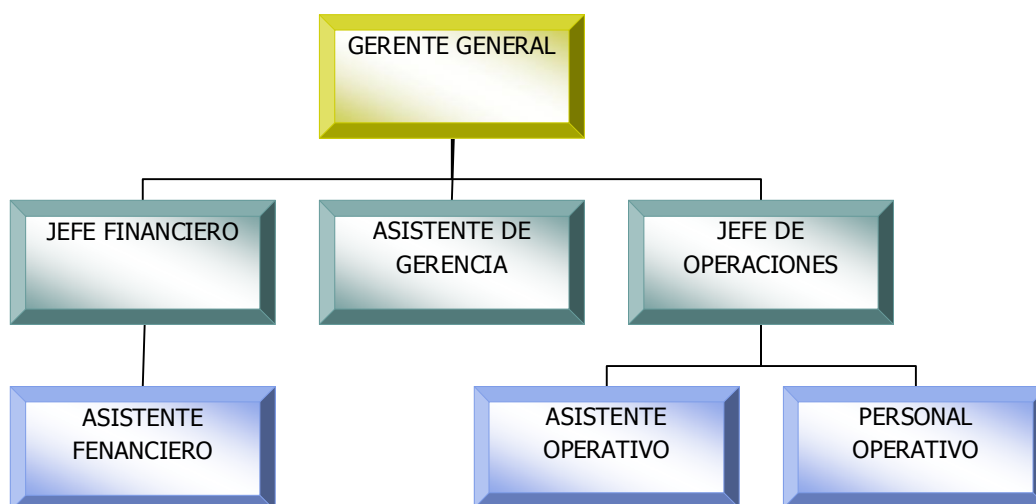 GERENTE GENERAL
JEFE FINANCIERO
ASISTENTE DE
GERENCIA
JEFE DE
OPERACIONES
ASISTENTE
FENANCIERO
ASISTENTE
OPERATIVO
PERSONAL
OPERATIVO